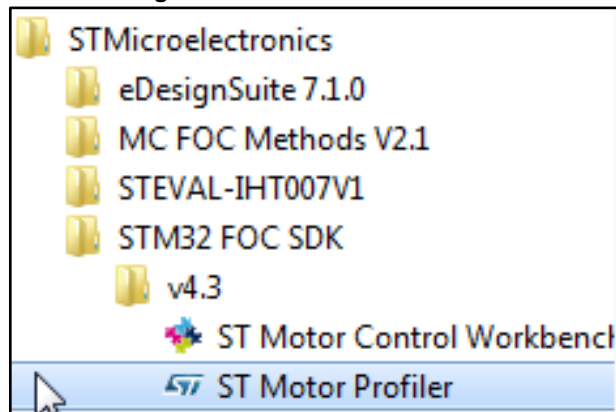 STMicroelectronics
eDesignSuite 7.1.0
MC FOC Methods V2.1
STEVAL-IHT007V1
STM32 FOC SDK
v4.3
ST Motor Control Workbench
ST Motor Profiler